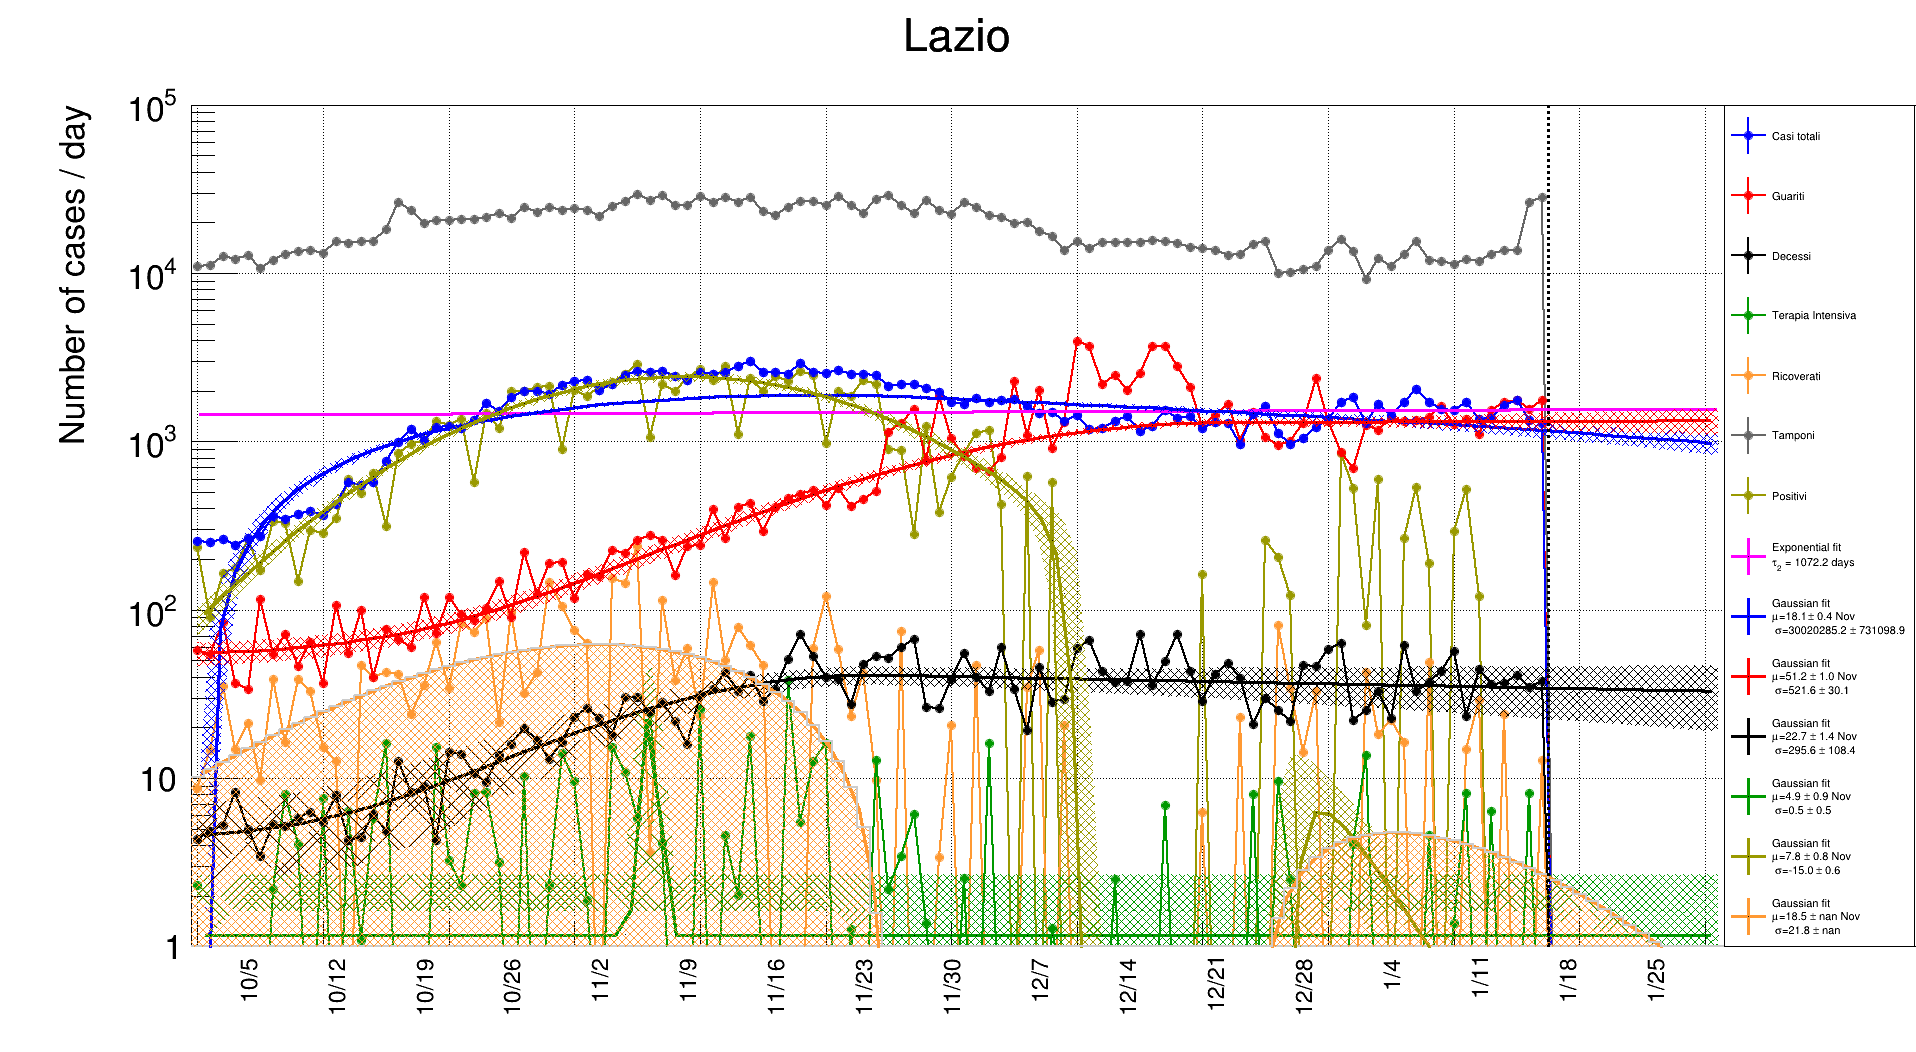 Lazio
Number of cases / day
10^5
10^4
10^3
10^2
10
1
10/5
10/12
10/19
10/26
11/2
11/9
11/16
11/23
11/30
12/7
12/14
12/21
12/28
1/4
1/11
1/18
1/25
Casi totali
Guariti
Decessi
Terapia Intensiva
Ricoverati
Tamponi
Positivi
Exponential fit
τ_2 = 1072.2 days
Gaussian fit
μ=18.1 ± 0.4 Nov
σ=30020285.2 ± 731098.9
Gaussian fit
μ=51.2 ± 1.0 Nov
σ=521.6 ± 30.1
Gaussian fit
μ=22.7 ± 1.4 Nov
σ=295.6 ± 108.4
Gaussian fit
μ=4.9 ± 0.9 Nov
σ=0.5 ± 0.5
Gaussian fit
μ=7.8 ± 0.8 Nov
σ=-15.0 ± 0.6
Gaussian fit
μ=18.5 ± nan Nov
σ=21.8 ± nan